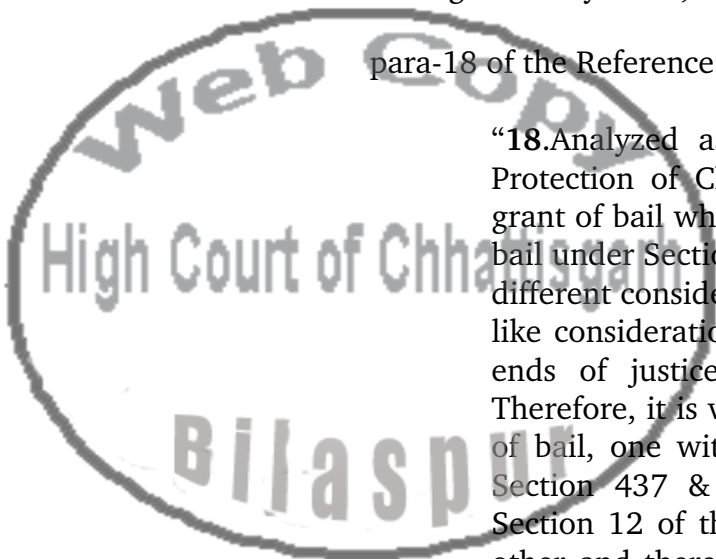 para-18 of the Reference
"18.Analyzed a
Protection of C
grant of bail wh
bail under Secti
different conside
like consideratio
ends of justice
Therefore, it is
of bail, one wit
Section 437 &
Section 12 of th
Web Copy
High Court of Chhattisgarh
Bilaspur